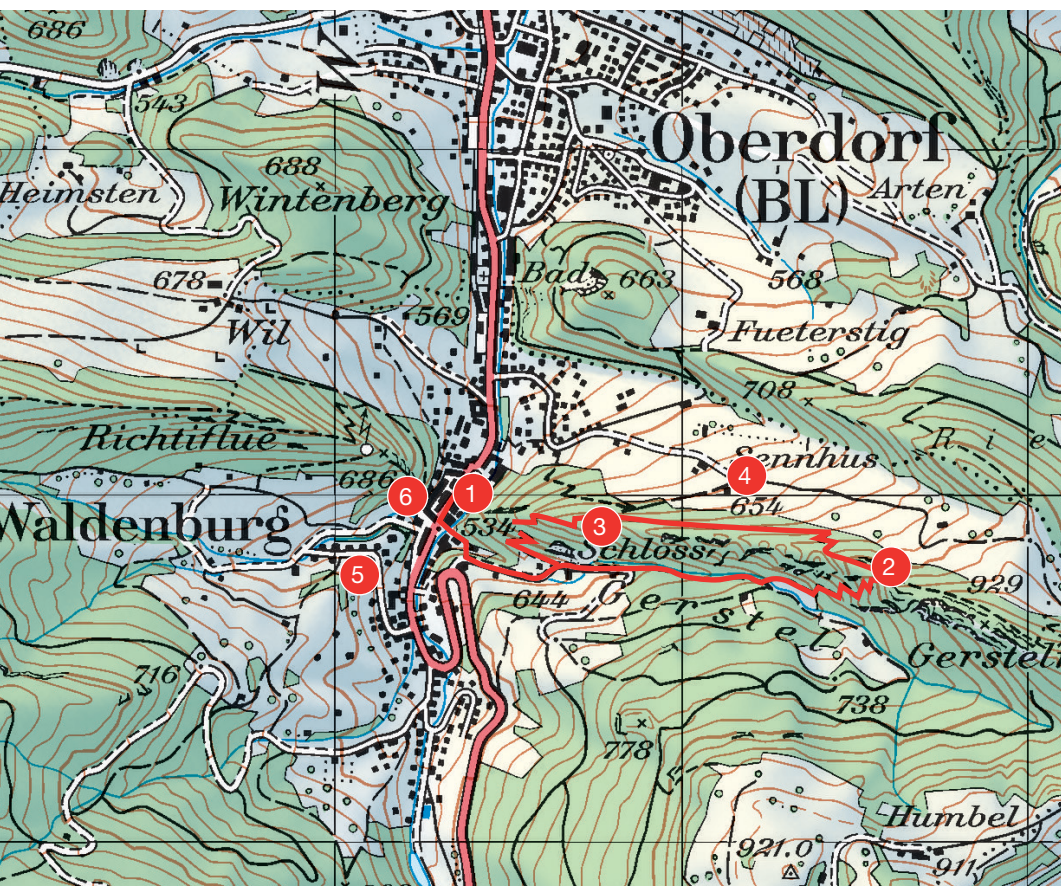 686
543
Oberdorf
(BL)
688
Wintenberg
Heimsten
Arten
678
Bad
663
568
569
Wil
Fueterstig
708
Richtiflue
Sennhus
R i e
686
6
1
4
654
Waldenburg
534
3
Schloss
5
2
929
644
G e r s t e l
716
Gerstel
738
778
Humbel
921.0
911